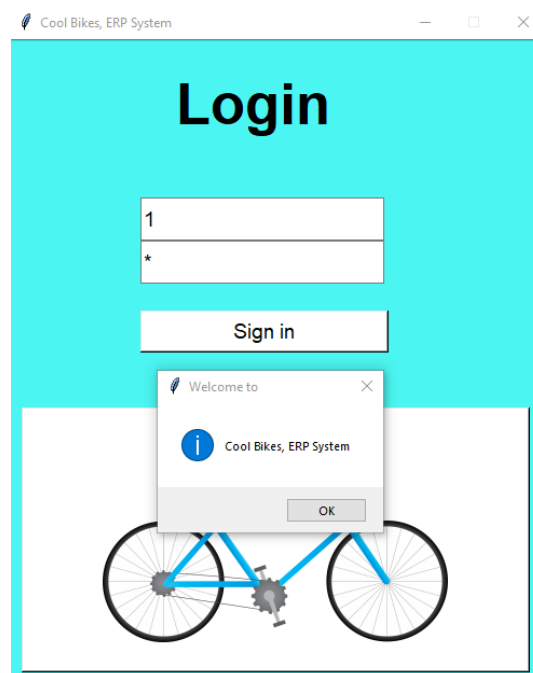 Cool Bikes, ERP System
Login
1
*
Sign in
Welcome to
Cool Bikes, ERP System
OK